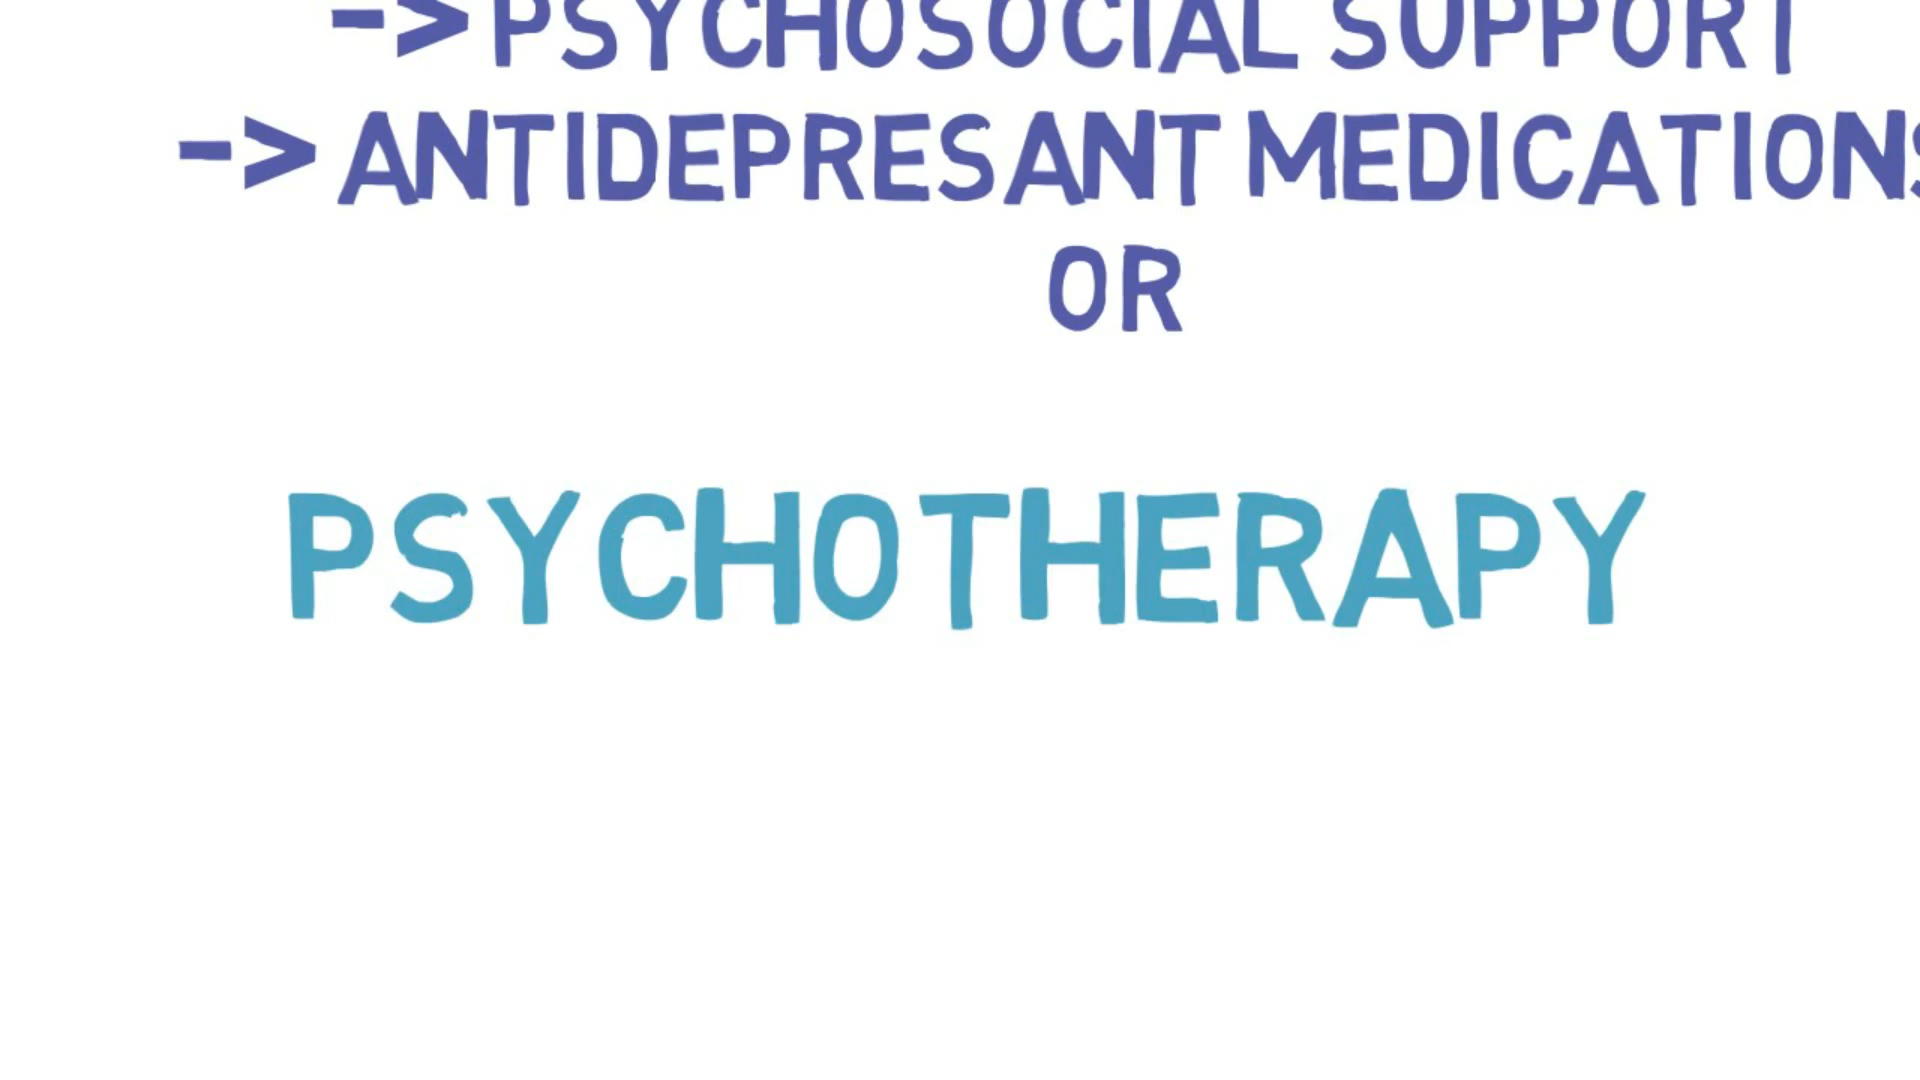 -> PSYCHOSOCIAL SUPPORT
-> ANTIDEPRESANT MEDICATIONS
OR
PSYCHOTHERAPY